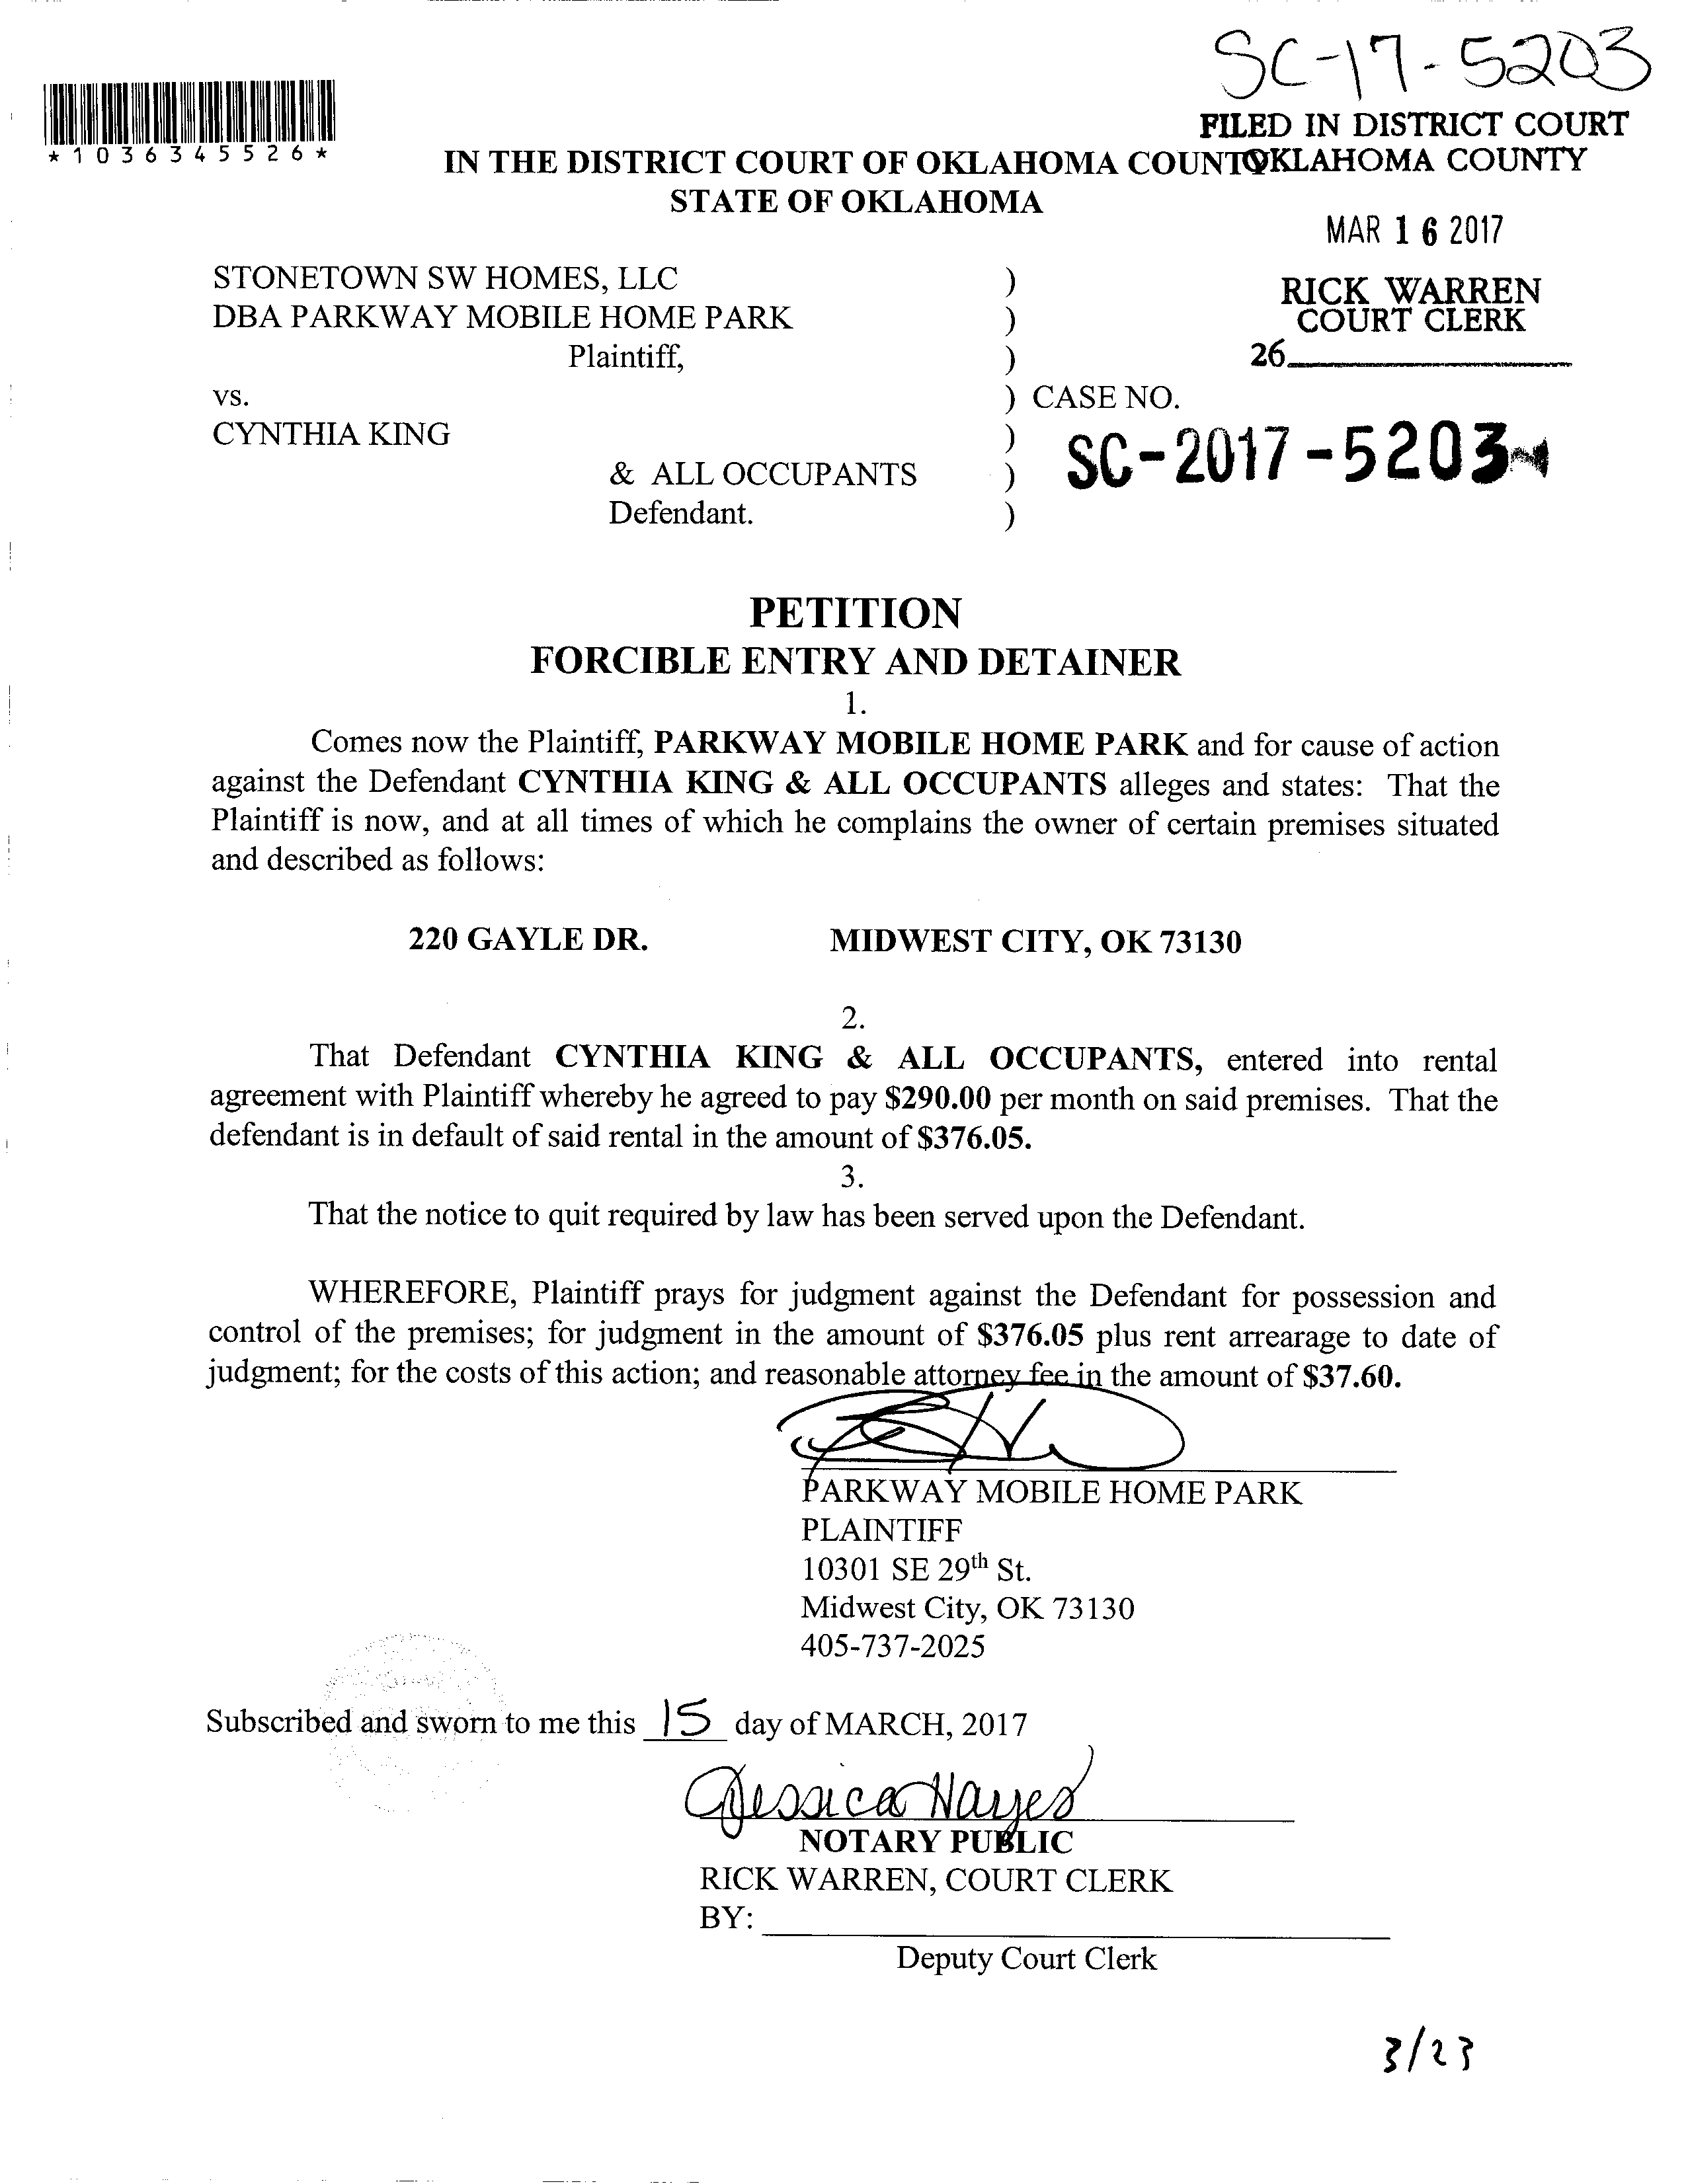 SC-17-5203
*1036345526*
FILED IN DISTRICT COURT
OKLAHOMA COUNTY
IN THE DISTRICT COURT OF OKLAHOMA COUNTY
STATE OF OKLAHOMA
MAR 16 2017
RICK WARREN
COURT CLERK
26
STONETOWN SW HOMES, LLC )
DBA PARKWAY MOBILE HOME PARK )
Plaintiff, )
vs. ) CASE NO.
CYNTHIA KING ) SC-2017-5203
& ALL OCCUPANTS )
Defendant. )
PETITION
FORCIBLE ENTRY AND DETAINER
1.
Comes now the Plaintiff, PARKWAY MOBILE HOME PARK and for cause of action
against the Defendant CYNTHIA KING & ALL OCCUPANTS alleges and states: That the
Plaintiff is now, and at all times of which he complains the owner of certain premises situated
and described as follows:
220 GAYLE DR. MIDWEST CITY, OK 73130
2.
That Defendant CYNTHIA KING & ALL OCCUPANTS, entered into rental
agreement with Plaintiff whereby he agreed to pay $290.00 per month on said premises. That the
defendant is in default of said rental in the amount of $376.05.
3.
That the notice to quit required by law has been served upon the Defendant.
WHEREFORE, Plaintiff prays for judgment against the Defendant for possession and
control of the premises; for judgment in the amount of $376.05 plus rent arrearage to date of
judgment; for the costs of this action; and reasonable attorney fee in the amount of $37.60.
PARKWAY MOBILE HOME PARK
PLAINTIFF
10301 SE 29th St.
Midwest City, OK 73130
405-737-2025
Subscribed and sworn to me this 15 day of MARCH, 2017
Jessica Hayes
NOTARY PUBLIC
RICK WARREN, COURT CLERK
BY:
Deputy Court Clerk
3/23